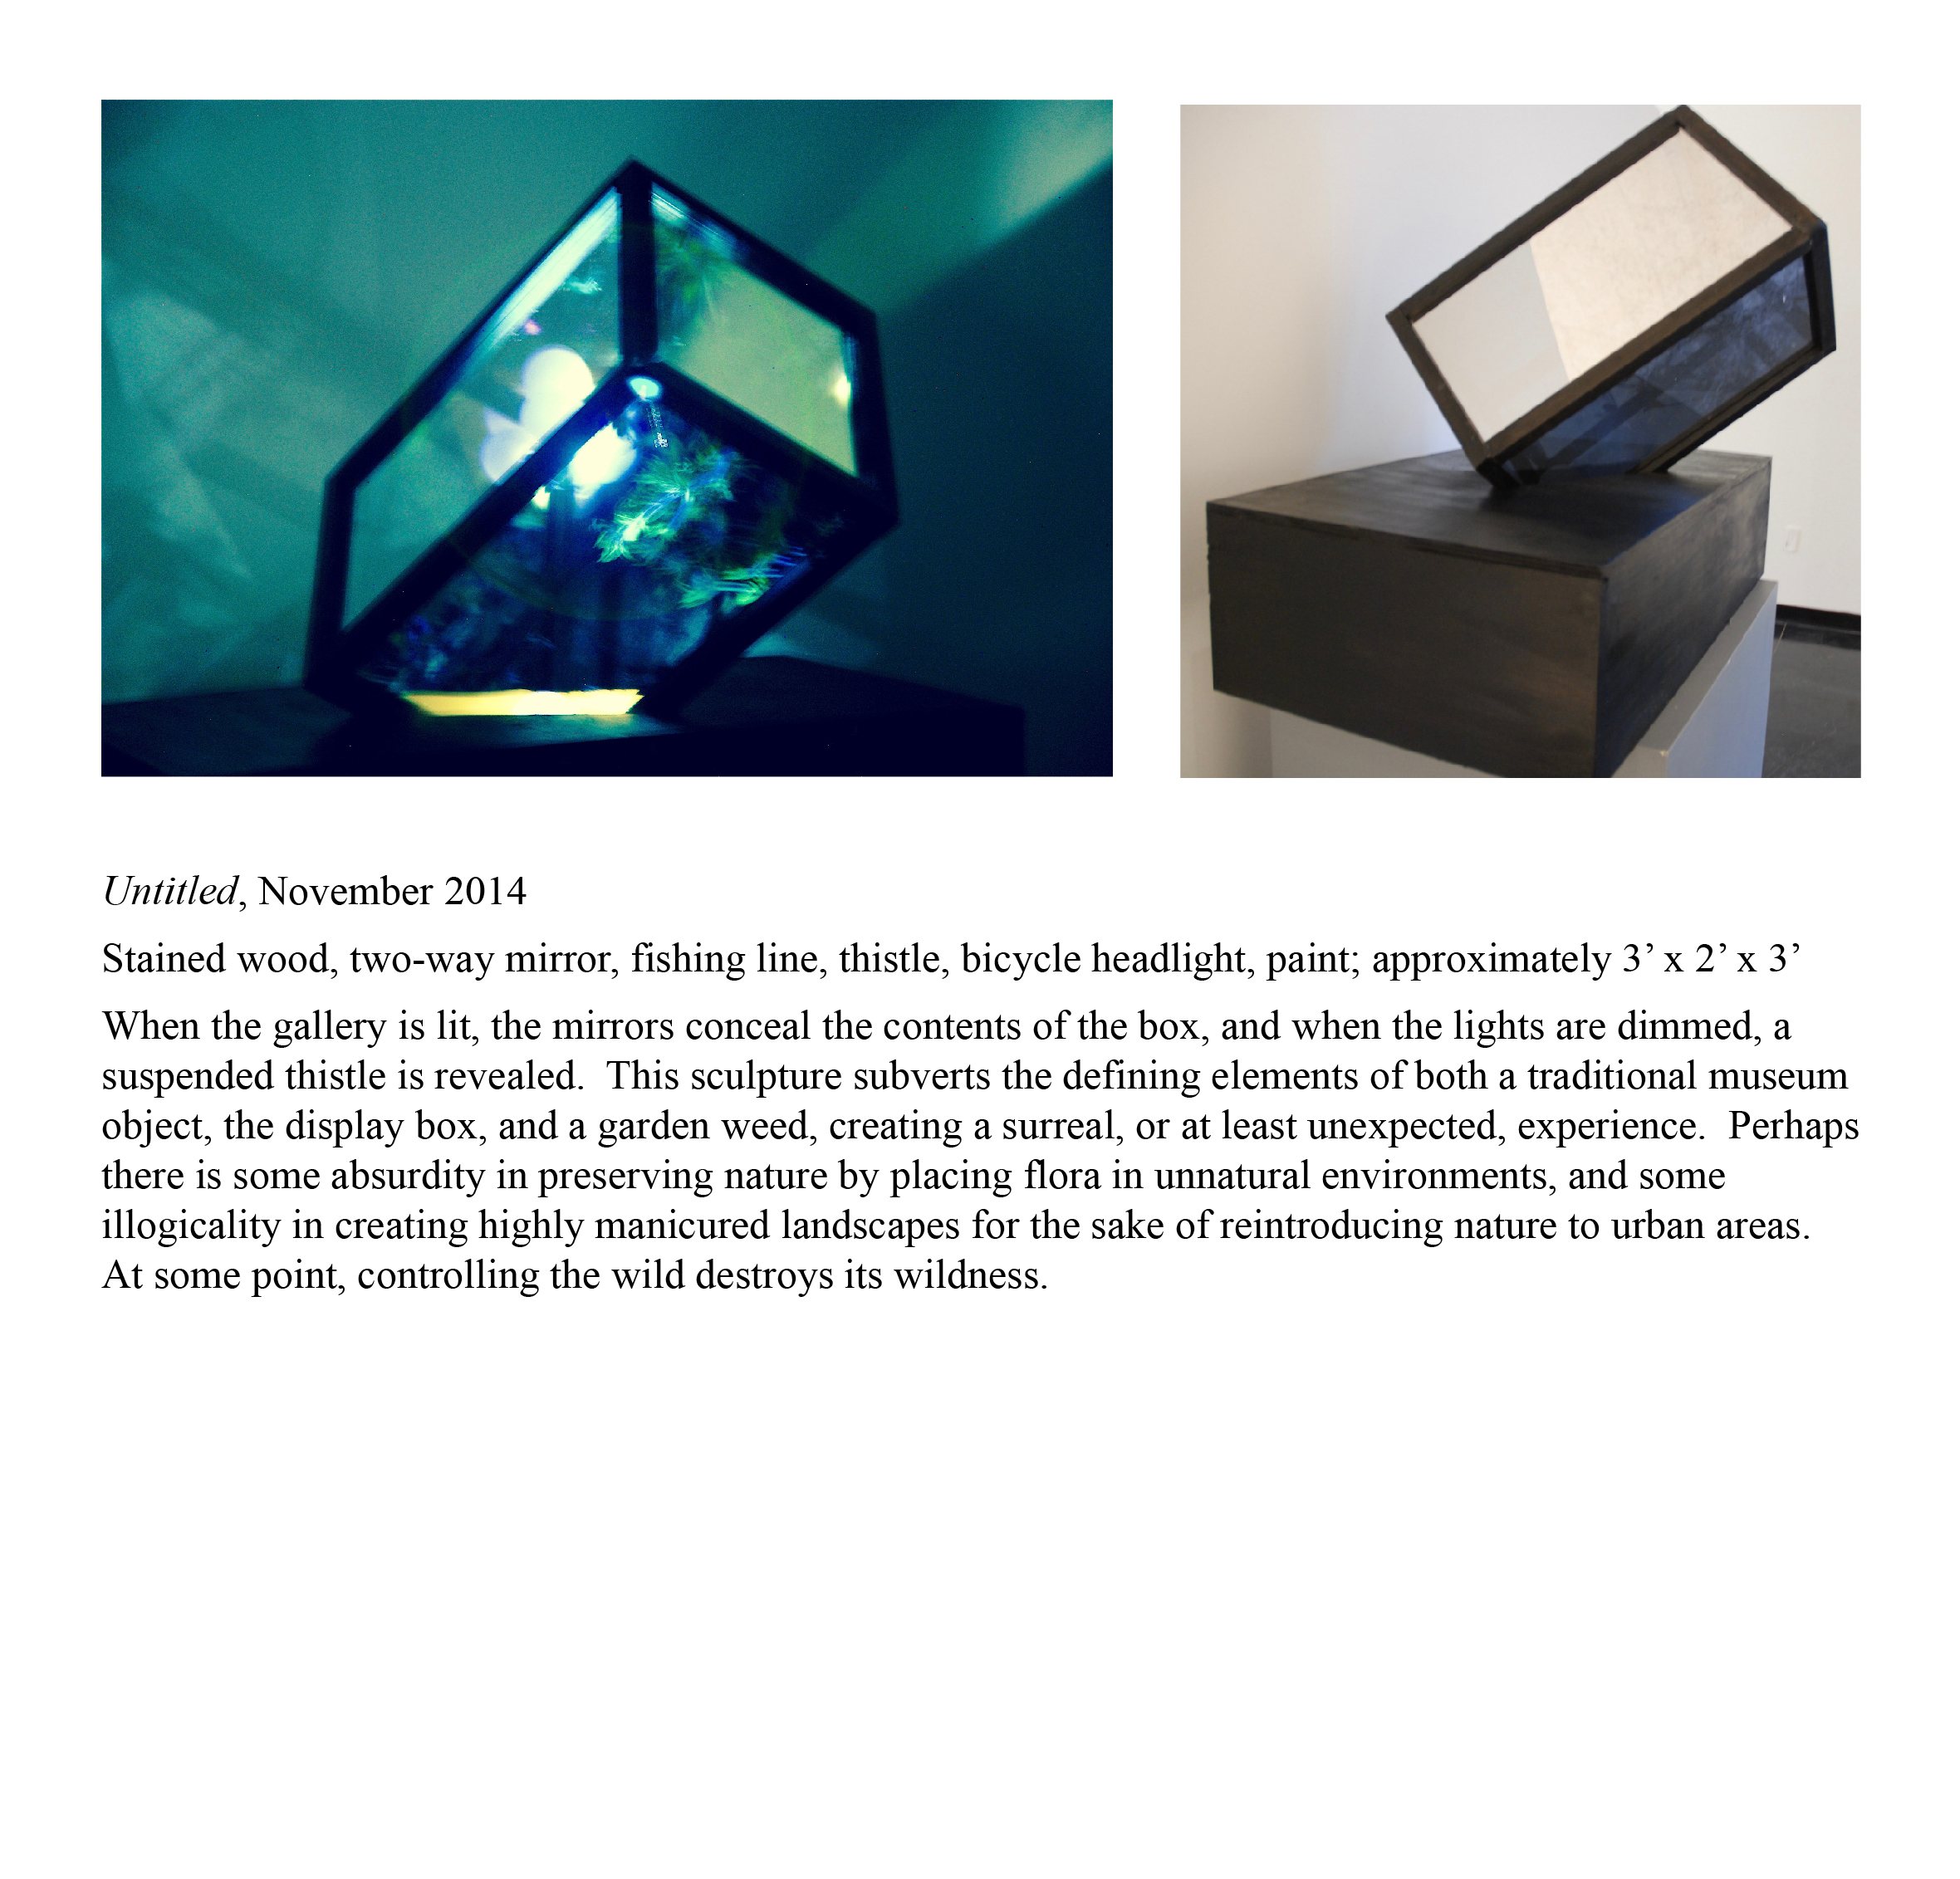 Untitled, November 2014
Stained wood, two-way mirror, fishing line, thistle, bicycle headlight, paint; approximately 3’ x 2’ x 3’
When the gallery is lit, the mirrors conceal the contents of the box, and when the lights are dimmed, a
suspended thistle is revealed.  This sculpture subverts the defining elements of both a traditional museum
object, the display box, and a garden weed, creating a surreal, or at least unexpected, experience.  Perhaps
there is some absurdity in preserving nature by placing flora in unnatural environments, and some
illogicality in creating highly manicured landscapes for the sake of reintroducing nature to urban areas.
At some point, controlling the wild destroys its wildness.